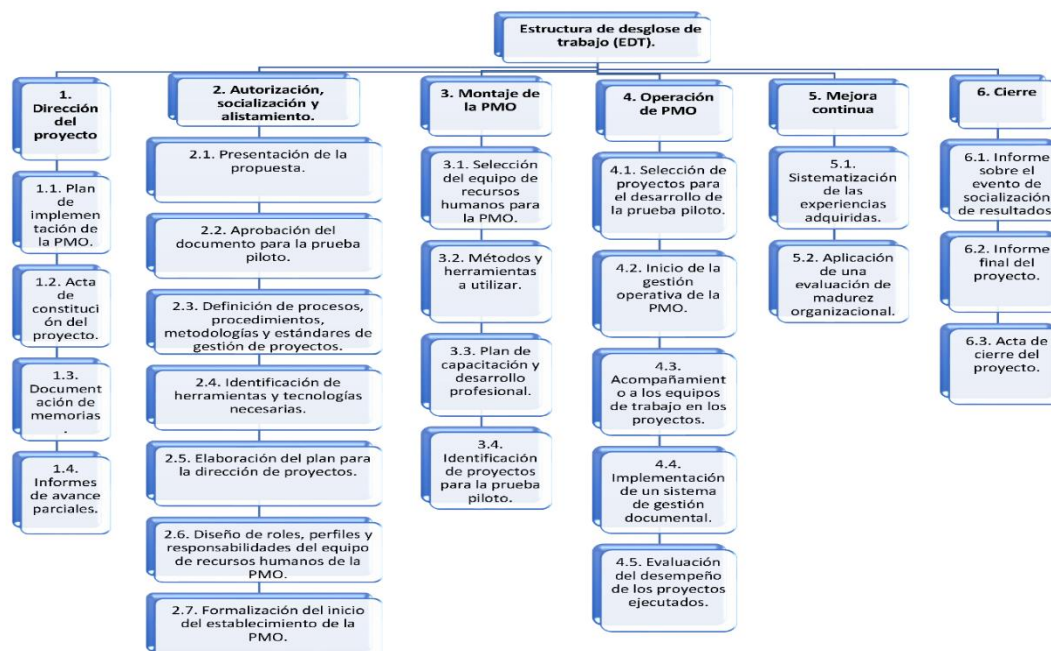 Estructura de desglose de
trabajo (EDT).
1.
Dirección
del
proyecto
1.1. Plan
de
implemen
tación de
la PMO.
1.2. Acta
de
constituci
ón del
proyecto.
1.3.
Document
ación de
memorias
.
1.4.
Informes
de avance
parciales.
2. Autorización,
socialización y
alistamiento.
2.1. Presentación de la
propuesta.
2.2. Aprobación del
documento para la prueba
piloto.
2.3. Definición de procesos,
procedimientos,
metodologías y estándares de
gestión de proyectos.
2.4. Identificación de
herramientas y tecnologías
necesarias.
2.5. Elaboración del plan para
la dirección de proyectos.
2.6. Diseño de roles, perfiles y
responsabilidades del equipo
de recursos humanos de la
PMO.
2.7. Formalización del inicio
del establecimiento de la
PMO.
3. Montaje de
la PMO
3.1. Selección
del equipo de
recursos
humanos para
la PMO.
3.2. Métodos y
herramientas
a utilizar.
3.3. Plan de
capacitación y
desarrollo
profesional.
3.4.
Identificación
de proyectos
para la prueba
piloto.
4. Operación
de PMO
4.1. Selección de
proyectos para
el desarrollo de
la prueba piloto.
4.2. Inicio de la
gestión
operativa de la
PMO.
4.3.
Acompañamient
o a los equipos
de trabajo en los
proyectos.
4.4.
Implementación
de un sistema de
gestión
documental.
4.5. Evaluación
del desempeño
de los proyectos
ejecutados.
5. Mejora
continua
5.1.
Sistematización
de las
experiencias
adquiridas.
5.2. Aplicación
de una
evaluación de
madurez
organizacional.
6. Cierre
6.1. Informe
sobre el
evento de
socialización
de resultados
6.2. Informe
final del
proyecto.
6.3. Acta de
cierre del
proyecto.